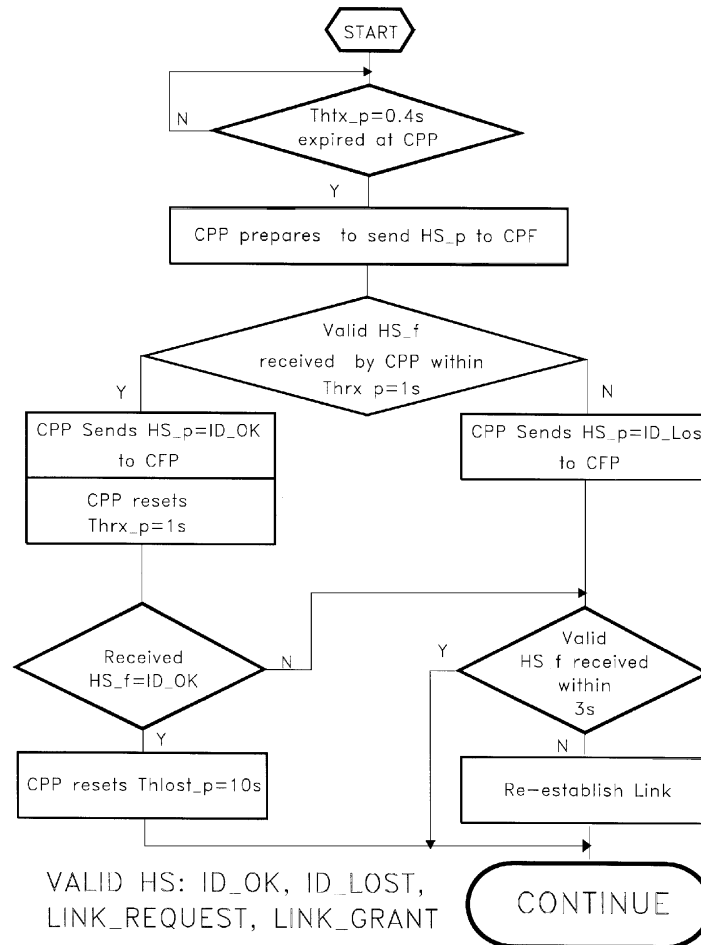 START
Thtx_p=0.4s
expired at CPP
N
Y
CPP prepares to send HS_p to CPF
Valid HS_f
received by CPP within
Thrx p=1s
Y
N
CPP Sends HS_p=ID_OK
to CFP
CPP Sends HS_p=ID_Lost
to CFP
CPP resets
Thrx_p=1s
Received
HS_f=ID_OK
N
Y
Valid
HS f received
within
3s
Y
N
CPP resets Thlost_p=10s
Re-establish Link
VALID HS: ID_OK, ID_LOST,
LINK_REQUEST, LINK_GRANT
CONTINUE